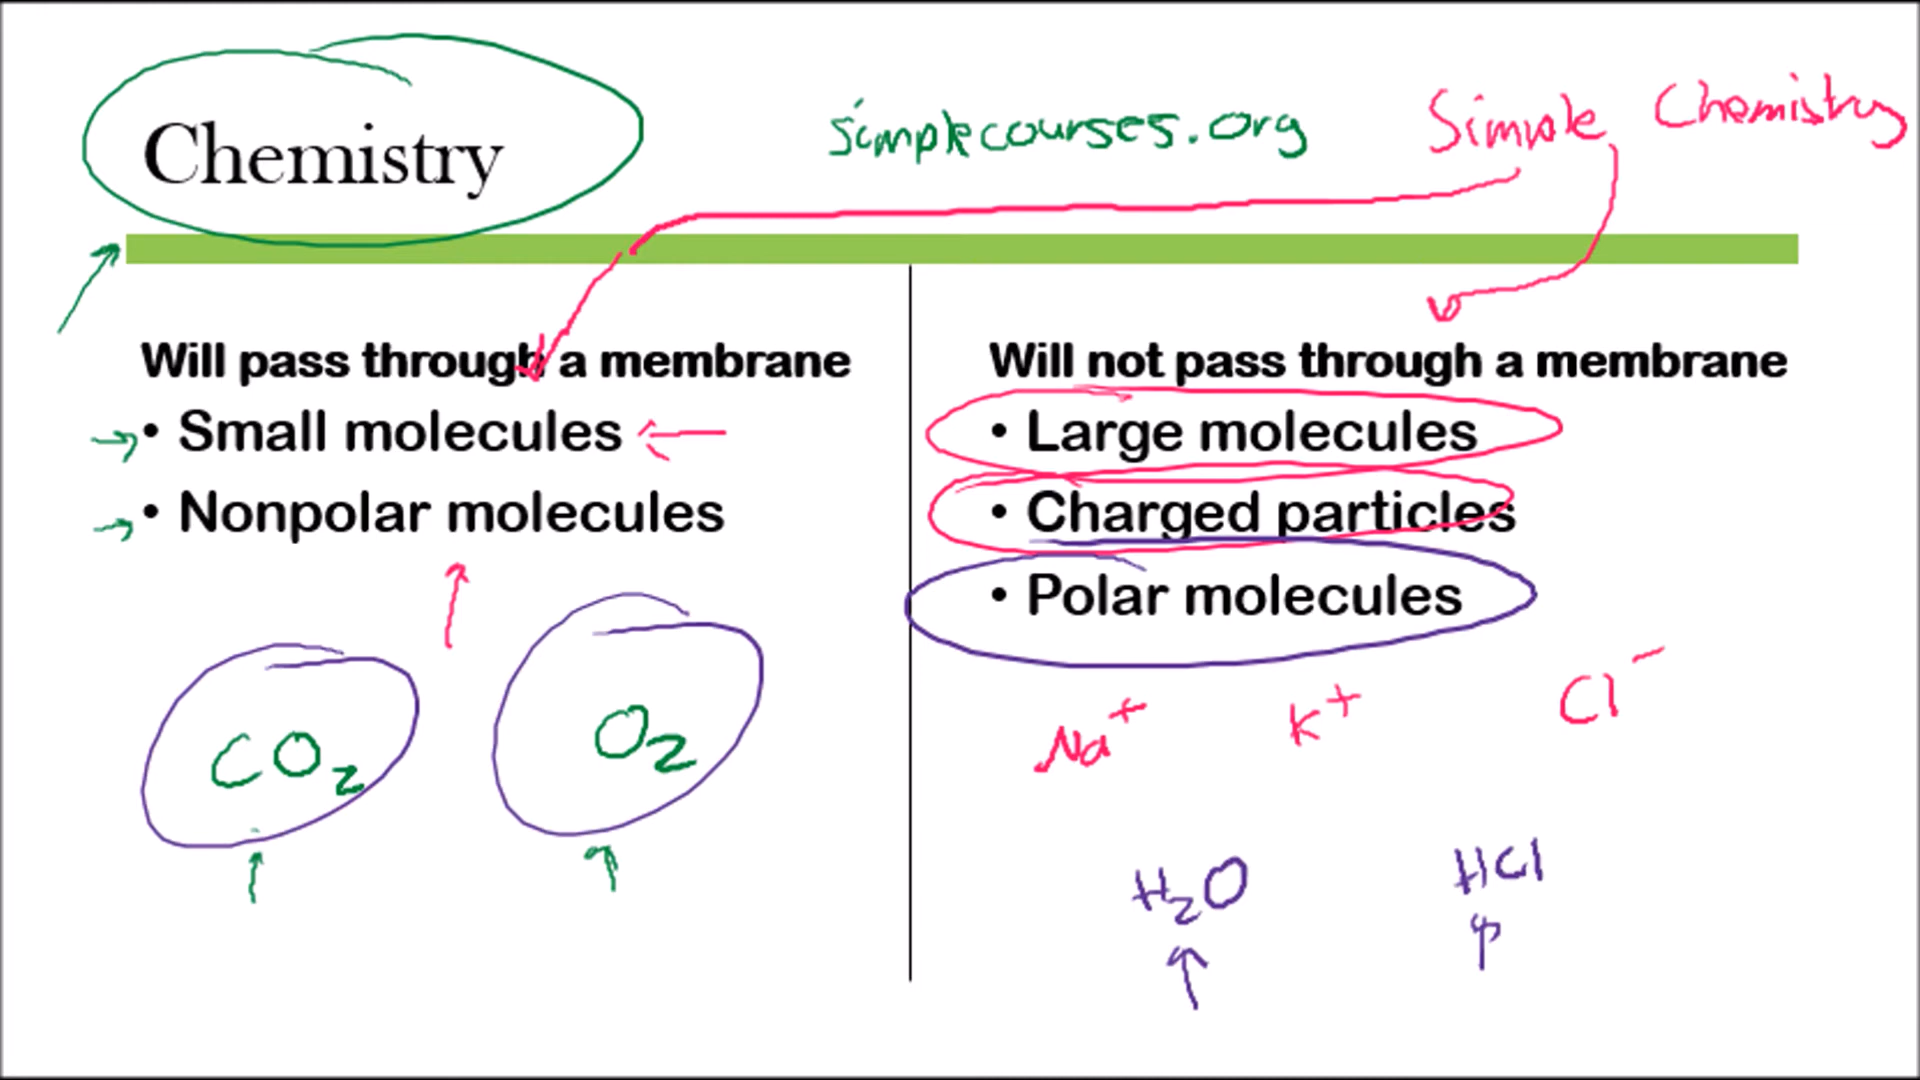 Chemistry
simplecourses.org
Simple Chemistry
Will pass through a membrane
• Small molecules
• Nonpolar molecules
CO₂
O₂
Will not pass through a membrane
• Large molecules
• Charged particles
• Polar molecules
Na⁺ K⁺ Cl⁻
H₂O HCl